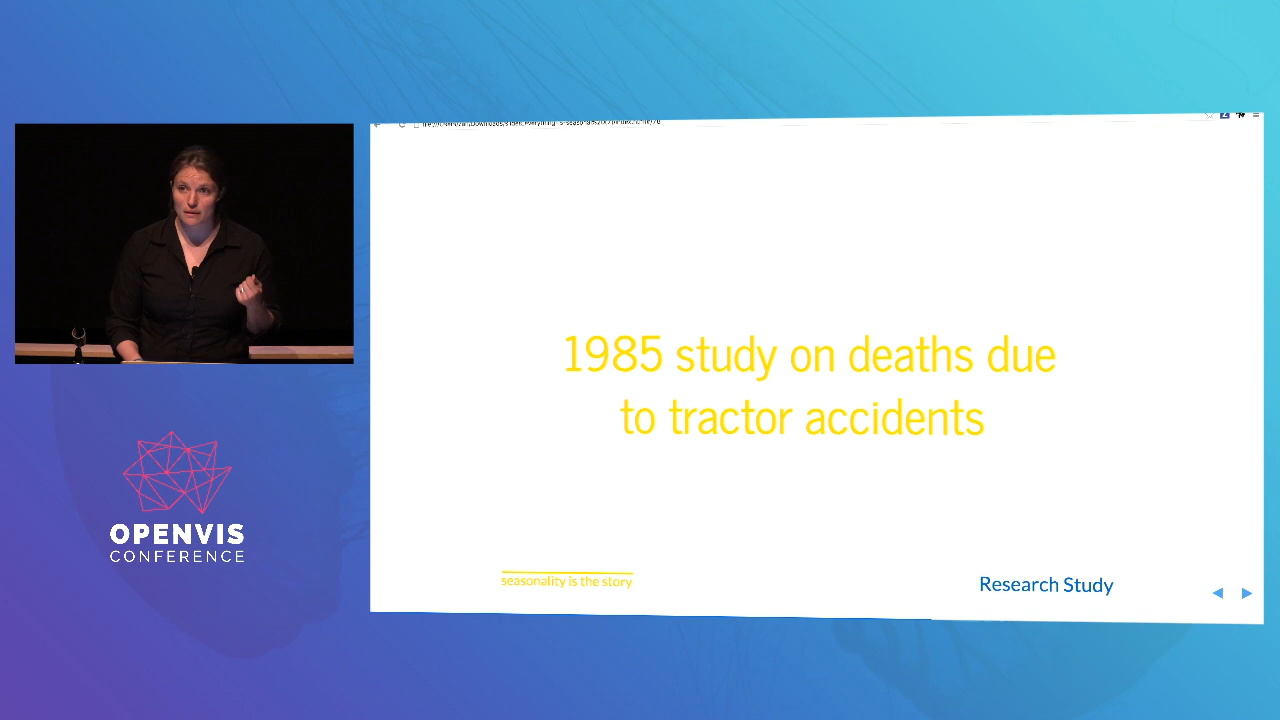 1985 study on deaths due
to tractor accidents
seasonality is the story
Research Study
OPENVIS
CONFERENCE